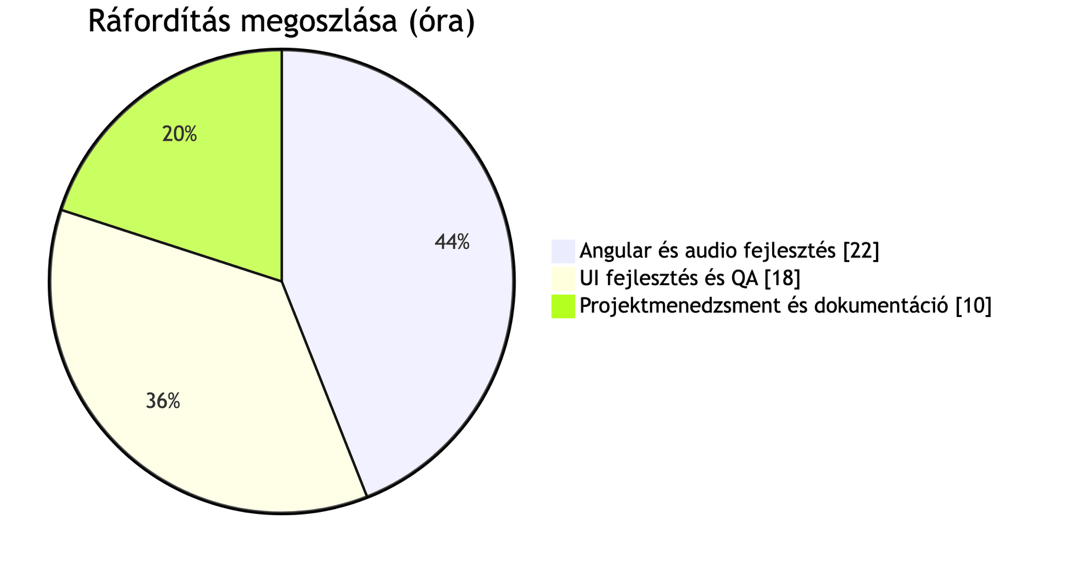 Ráfordítás megoszlása (óra)
20%
44%
36%
Angular és audio fejlesztés [22]
UI fejlesztés és QA [18]
Projektmenedzsment és dokumentáció [10]